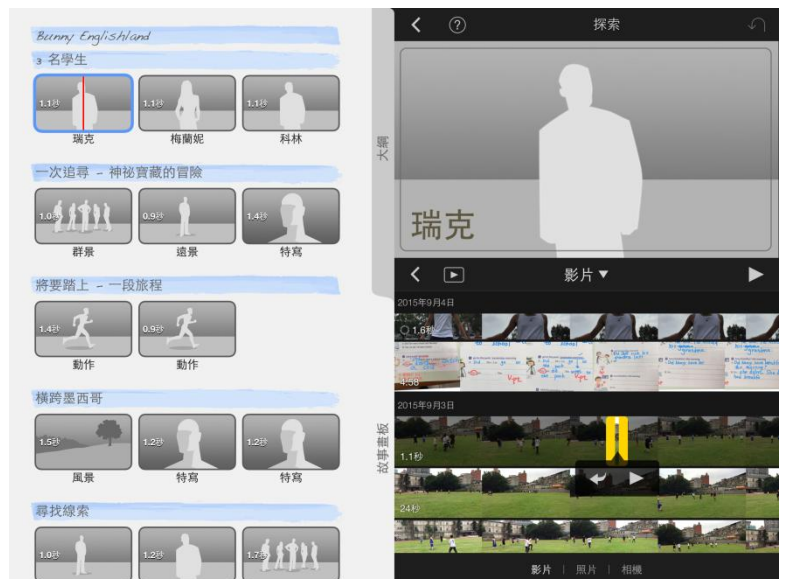 Bunny Englishland
3 名學生
1.1秒
1.1秒
1.1秒
瑞克
梅蘭妮
科林
一次追尋 – 神祕寶藏的冒險
1.0秒
0.9秒
1.4秒
群景
遠景
特寫
將要踏上 – 一段旅程
1.4秒
0.9秒
動作
動作
橫跨墨西哥
1.5秒
1.2秒
1.2秒
風景
特寫
特寫
尋找線索
1.0秒
1.2秒
1.7秒
大綱
故事畫板
?
探索
瑞克
影片▼
2015年9月4日
1.6秒
4:58
2015年9月3日
1.1秒
24秒
影片 | 照片 | 相機